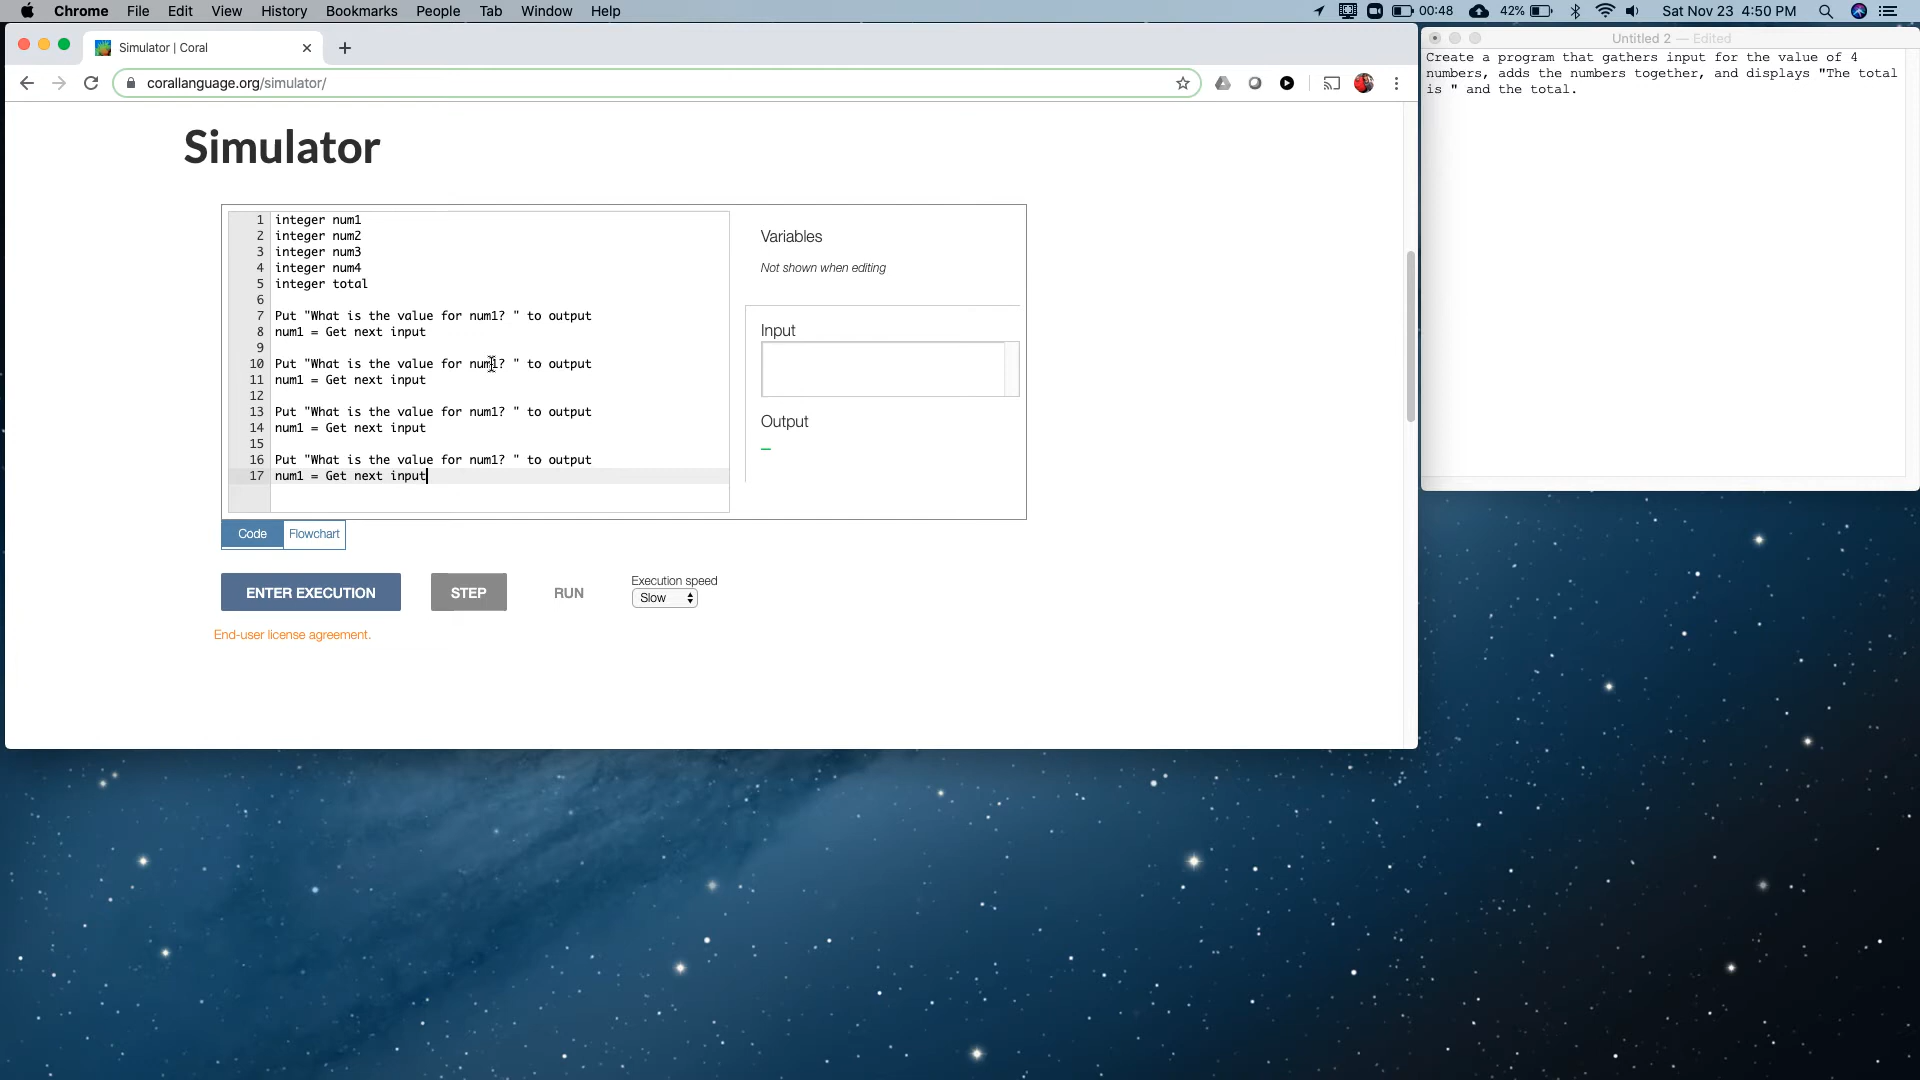 Chrome File Edit View History Bookmarks People Tab Window Help 00:48 42% Sat Nov 23 4:50 PM
Simulator | Coral
corallanguage.org/simulator/
Simulator
1 integer num1
2 integer num2
3 integer num3
4 integer num4
5 integer total
6
7 Put "What is the value for num1? " to output
8 num1 = Get next input
9
10 Put "What is the value for num1? " to output
11 num1 = Get next input
12
13 Put "What is the value for num1? " to output
14 num1 = Get next input
15
16 Put "What is the value for num1? " to output
17 num1 = Get next input
Variables
Not shown when editing
Input
Output
Code Flowchart
ENTER EXECUTION STEP RUN
Execution speed
Slow
End-user license agreement.
Untitled 2 — Edited
Create a program that gathers input for the value of 4
numbers, adds the numbers together, and displays "The total
is " and the total.